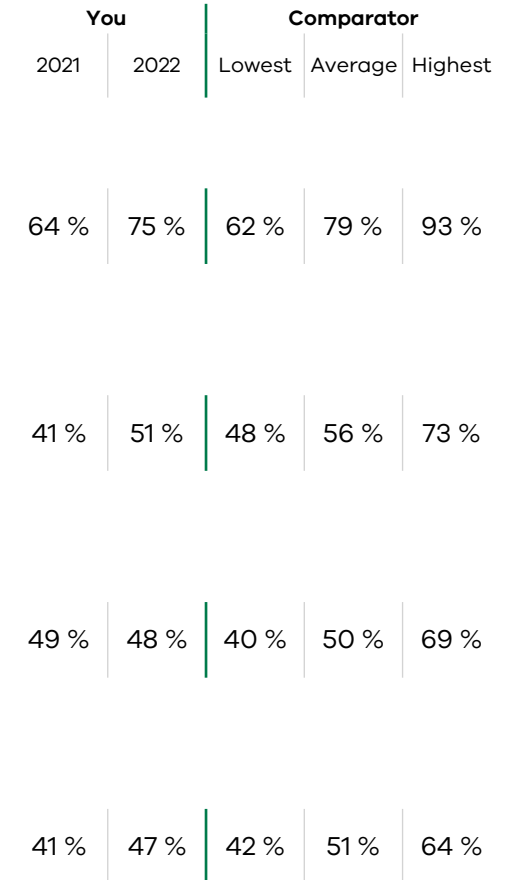 You Comparator
2021 2022 Lowest Average Highest
64 % 75 % 62 % 79 % 93 %
41 % 51 % 48 % 56 % 73 %
49 % 48 % 40 % 50 % 69 %
41 % 47 % 42 % 51 % 64 %